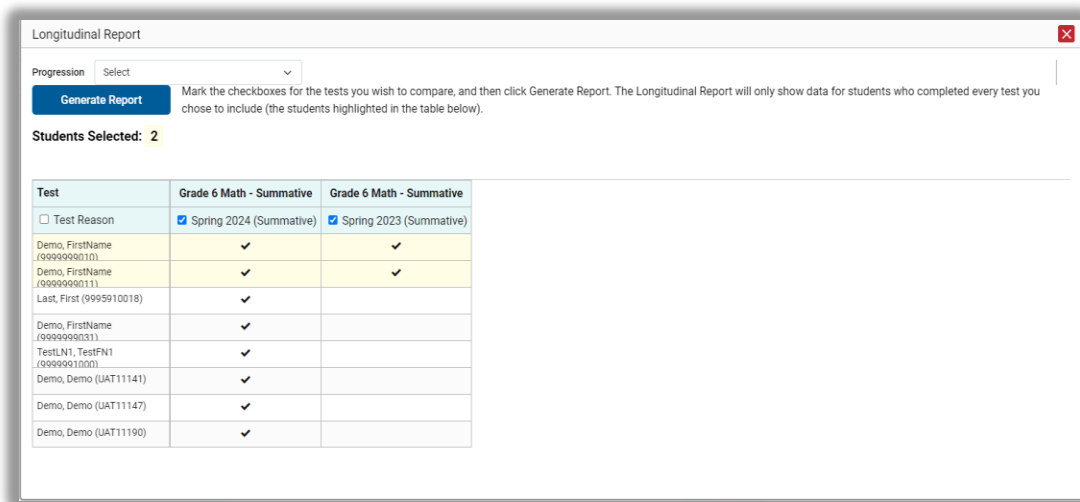 Longitudinal Report
Progression Select
Generate Report
Mark the checkboxes for the tests you wish to compare, and then click Generate Report. The Longitudinal Report will only show data for students who completed every test you
chose to include (the students highlighted in the table below).
Students Selected: 2
Test Grade 6 Math - Summative Grade 6 Math - Summative
Test Reason Spring 2024 (Summative) Spring 2023 (Summative)
Demo, FirstName
(9999999010)
Demo, FirstName
(9999999011)
Last, First (9995910018)
Demo, FirstName
(9999999031)
TestLN1, TestFN1
(9999991000)
Demo, Demo (UAT11141)
Demo, Demo (UAT11147)
Demo, Demo (UAT11190)